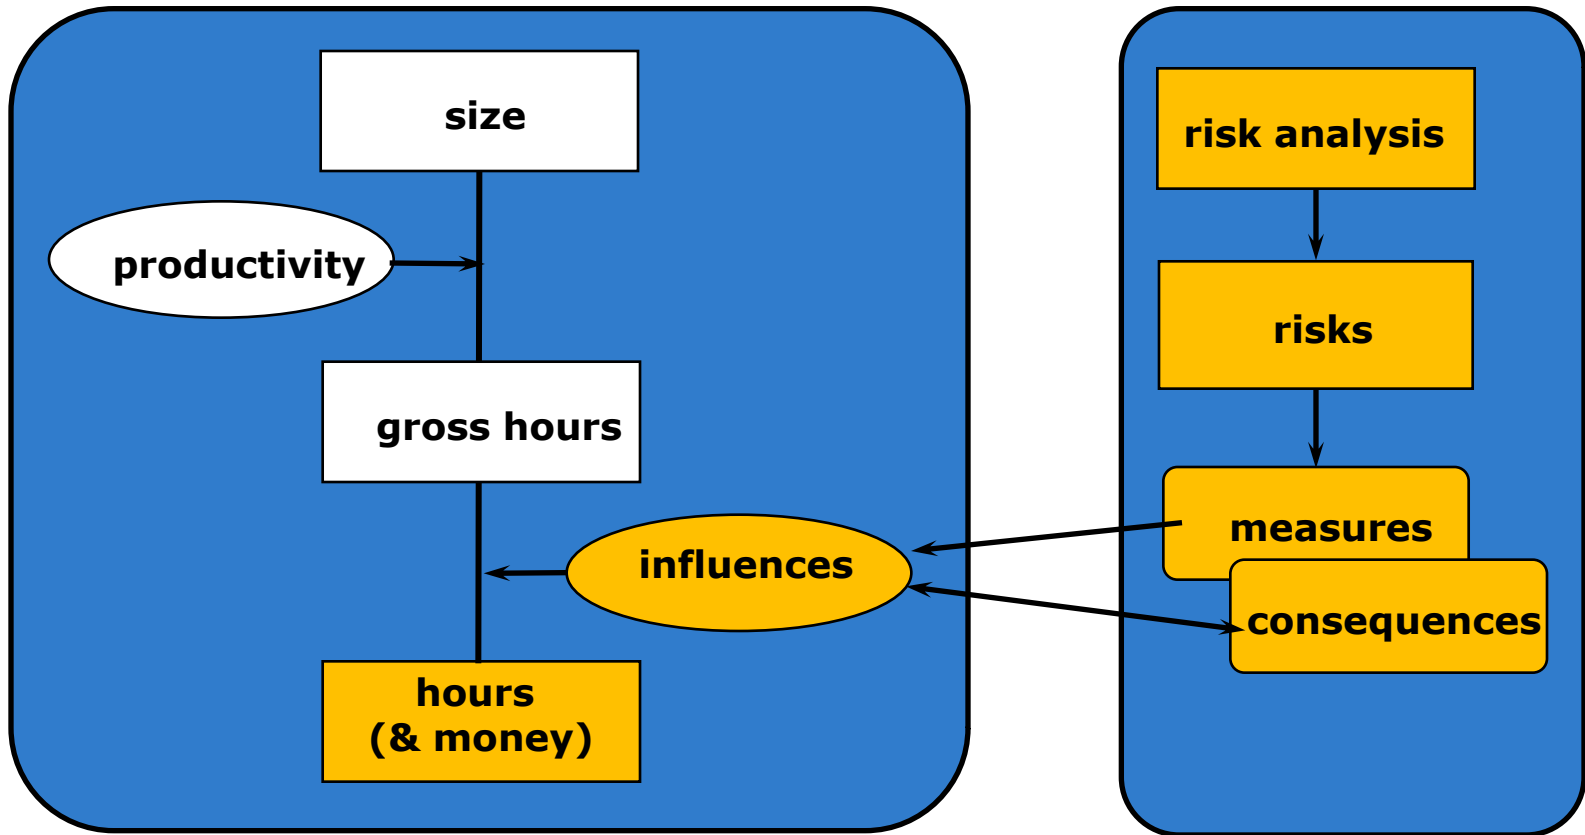 size
productivity
gross hours
influences
hours
(& money)
risk analysis
risks
measures
consequences